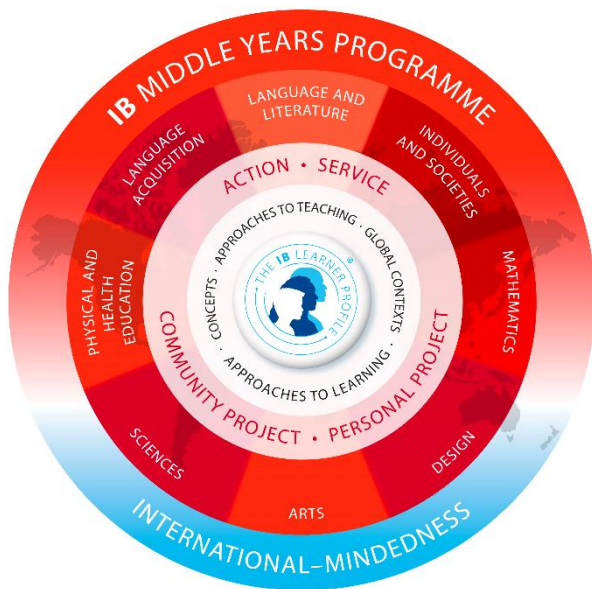 IB MIDDLE YEARS PROGRAMME
LANGUAGE AND
LITERATURE
INDIVIDUALS
AND SOCIETIES
MATHEMATICS
DESIGN
ARTS
SCIENCES
PHYSICAL AND
HEALTH
EDUCATION
LANGUAGE
ACQUISITION
ACTION • SERVICE
COMMUNITY PROJECT • PERSONAL PROJECT
APPROACHES TO TEACHING · GLOBAL CONTEXTS ·
APPROACHES TO LEARNING · CONCEPTS ·
THE IB LEARNER PROFILE ®
INTERNATIONAL–MINDEDNESS